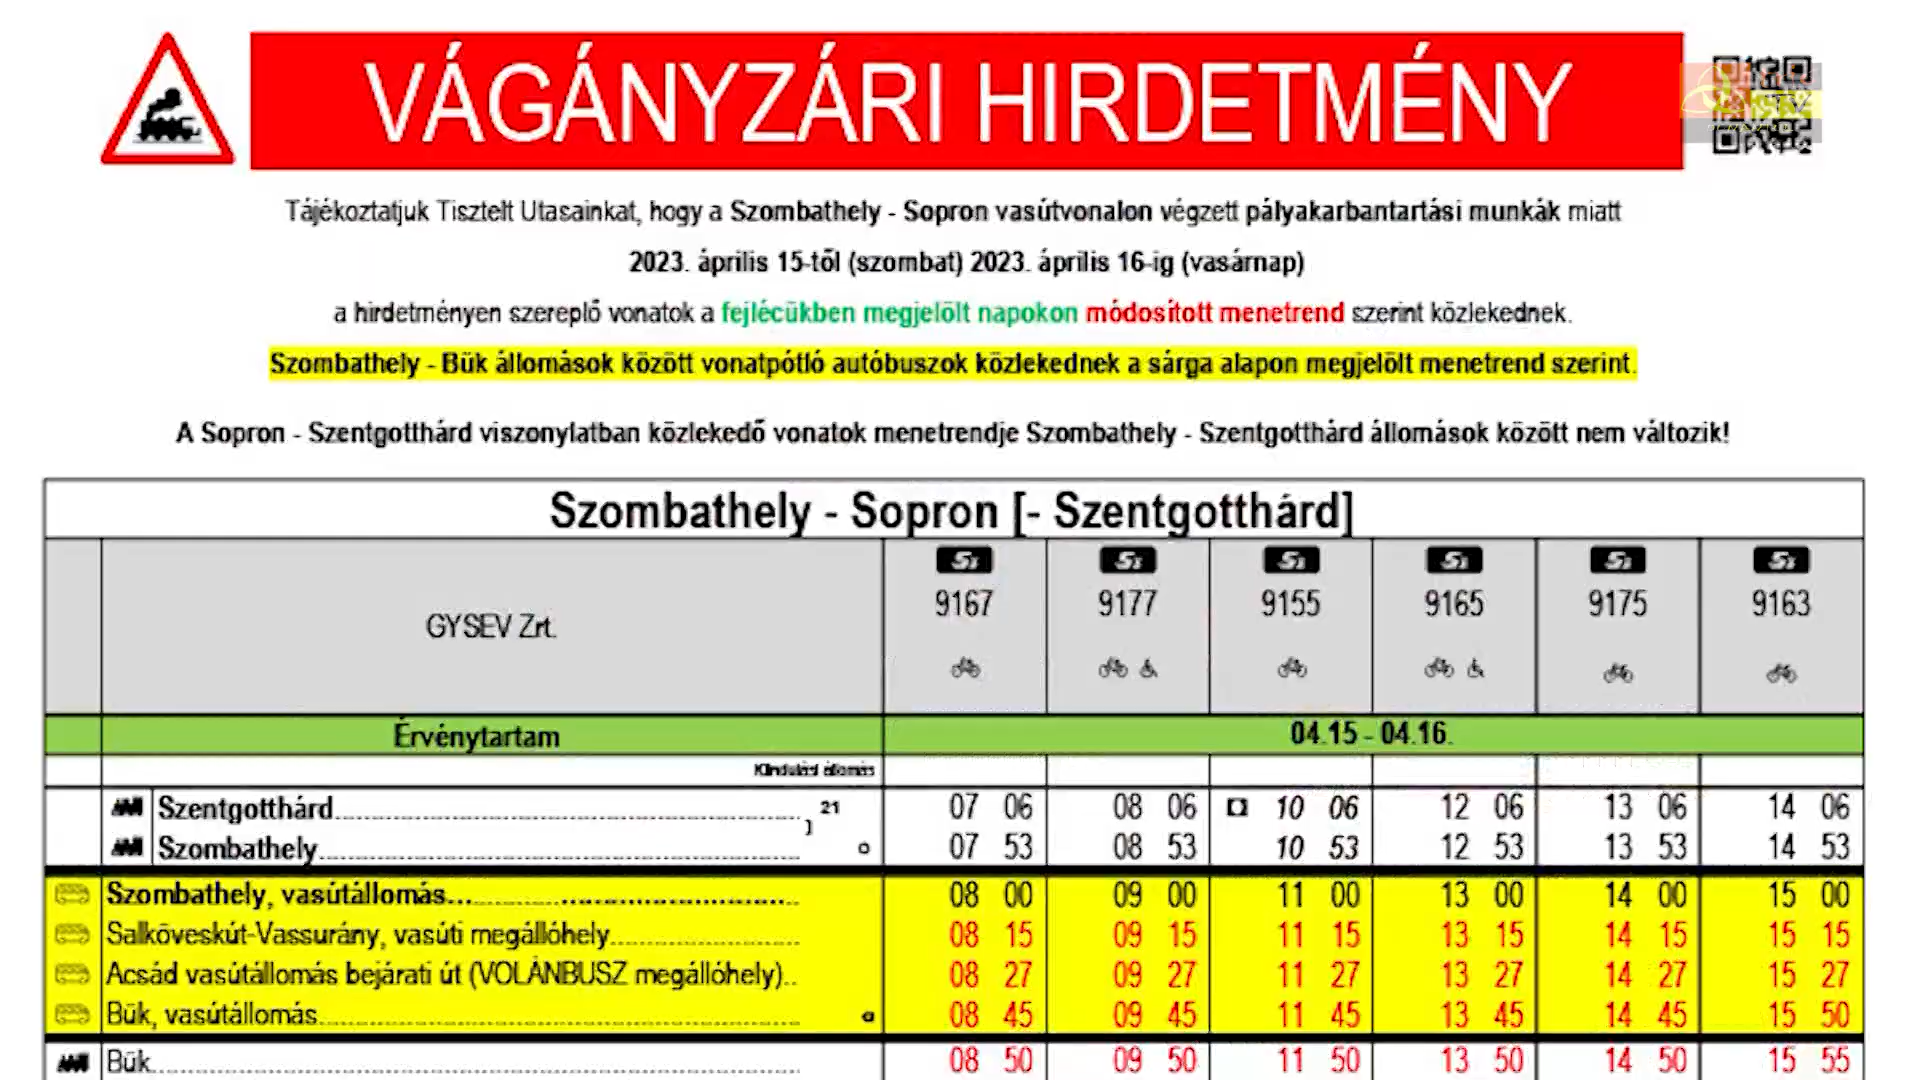 VÁGÁNYZÁRI HIRDETMÉNY
TV
Tájékoztatjuk Tisztelt Utasainkat, hogy a Szombathely - Sopron vasútvonalon végzett pályakarbantartási munkák miatt
2023. április 15-től (szombat) 2023. április 16-ig (vasárnap)
a hirdetményen szereplő vonatok a fejlécükben megjelölt napokon módosított menetrend szerint közlekednek.
Szombathely - Bük állomások között vonatpótló autóbuszok közlekednek a sárga alapon megjelölt menetrend szerint.
A Sopron - Szentgotthárd viszonylatban közlekedő vonatok menetrendje Szombathely - Szentgotthárd állomások között nem változik!
Szombathely - Sopron [- Szentgotthárd]
GYSEV Zrt. 9167 9177 9155 9165 9175 9163
Érvénytartam 04.15 - 04.16.
Kiindulási állomás
Szentgotthárd 21 07 06 08 06 10 06 12 06 13 06 14 06
Szombathely o 07 53 08 53 10 53 12 53 13 53 14 53
Szombathely, vasútállomás... 08 00 09 00 11 00 13 00 14 00 15 00
Salköveskút-Vassurány, vasúti megállóhely 08 15 09 15 11 15 13 15 14 15 15 15
Acsád vasútállomás bejárati út (VOLÁNBUSZ megállóhely).. 08 27 09 27 11 27 13 27 14 27 15 27
Bük, vasútállomás o 08 45 09 45 11 45 13 45 14 45 15 50
Bük 08 50 09 50 11 50 13 50 14 50 15 55